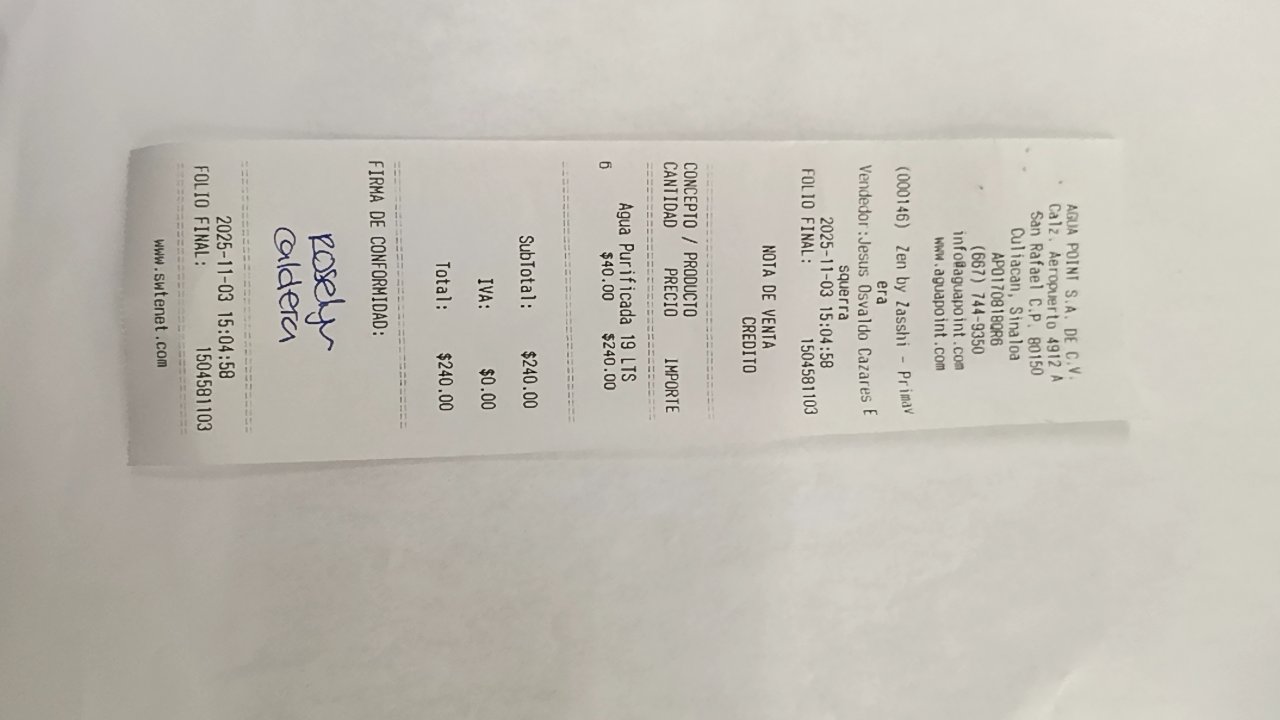 AGUA POINT S.A. DE C.V.
Calz. Aeropuerto 4912 A
San Rafael C.P. 80150
Culiacan, Sinaloa
APO170818QR6
(667) 744-9350
info@aguapoint.com
www.aguapoint.com
(000146) Zen by Zasshi - Primav
era
Vendedor:Jesus Osvaldo Cazares E
squerra
2025-11-03 15:04:58
FOLIO FINAL: 1504581103
NOTA DE VENTA
CREDITO
CONCEPTO / PRODUCTO
CANTIDAD PRECIO IMPORTE
Agua Purificada 19 LTS
6 $40.00 $240.00
SubTotal: $240.00
IVA: $0.00
Total: $240.00
FIRMA DE CONFORMIDAD:
Roselyn
Caldera
2025-11-03 15:04:58
FOLIO FINAL: 1504581103
www.swtenet.com